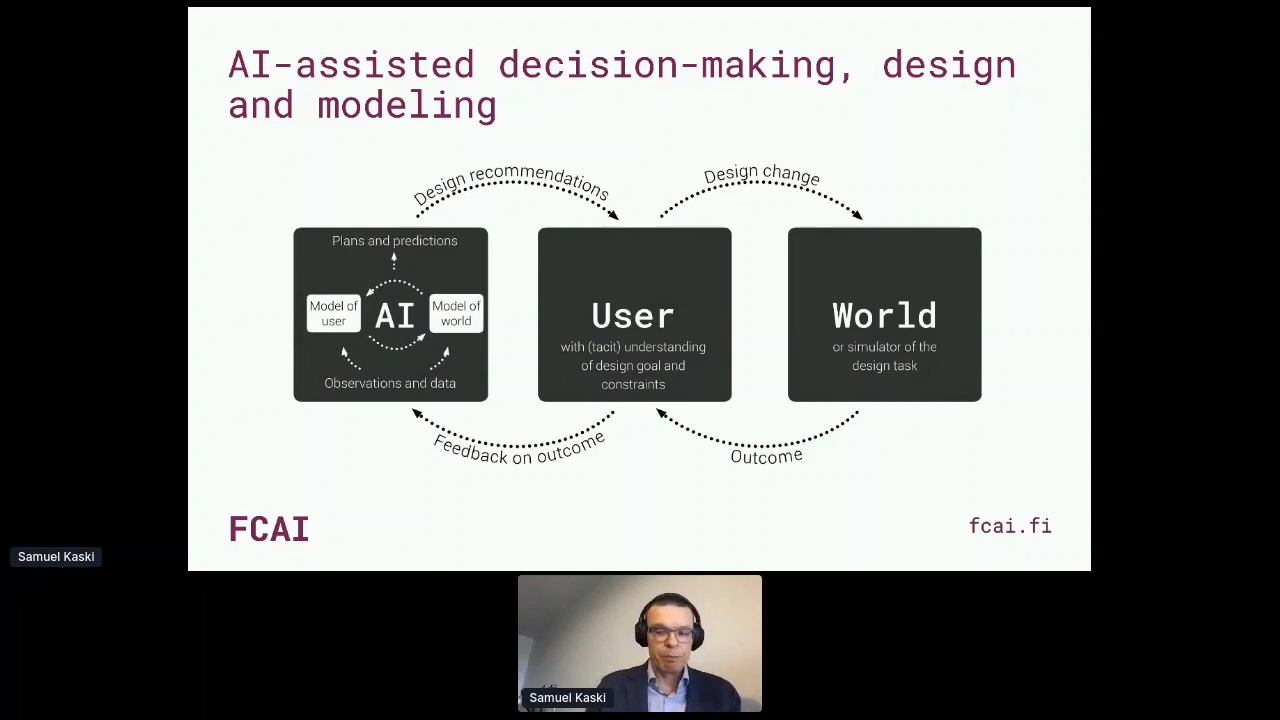 AI-assisted decision-making, design
and modeling
Design recommendations
Design change
Plans and predictions
Model of
user
AI
Model of
world
Observations and data
User
with (tacit) understanding
of design goal and
constraints
World
or simulator of the
design task
Feedback on outcome
Outcome
FCAI
fcai.fi
Samuel Kaski
Samuel Kaski